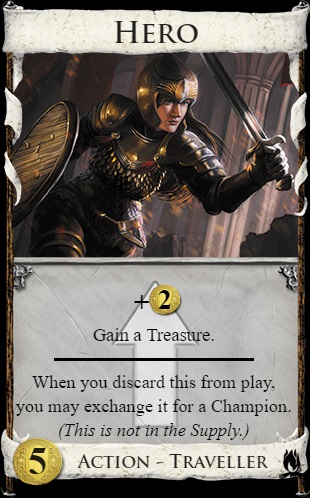 HERO
+2
Gain a Treasure.
When you discard this from play,
you may exchange it for a Champion.
(This is not in the Supply.)
5 ACTION - TRAVELLER